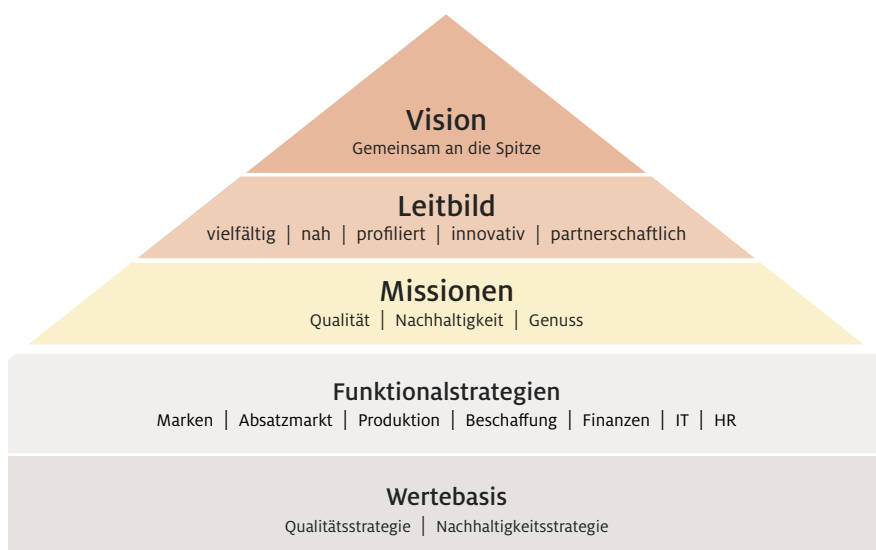 Vision
Gemeinsam an die Spitze
Leitbild
vielfältig | nah | profiliert | innovativ | partnerschaftlich
Missionen
Qualität | Nachhaltigkeit | Genuss
Funktionalstrategien
Marken | Absatzmarkt | Produktion | Beschaffung | Finanzen | IT | HR
Wertebasis
Qualitätsstrategie | Nachhaltigkeitsstrategie